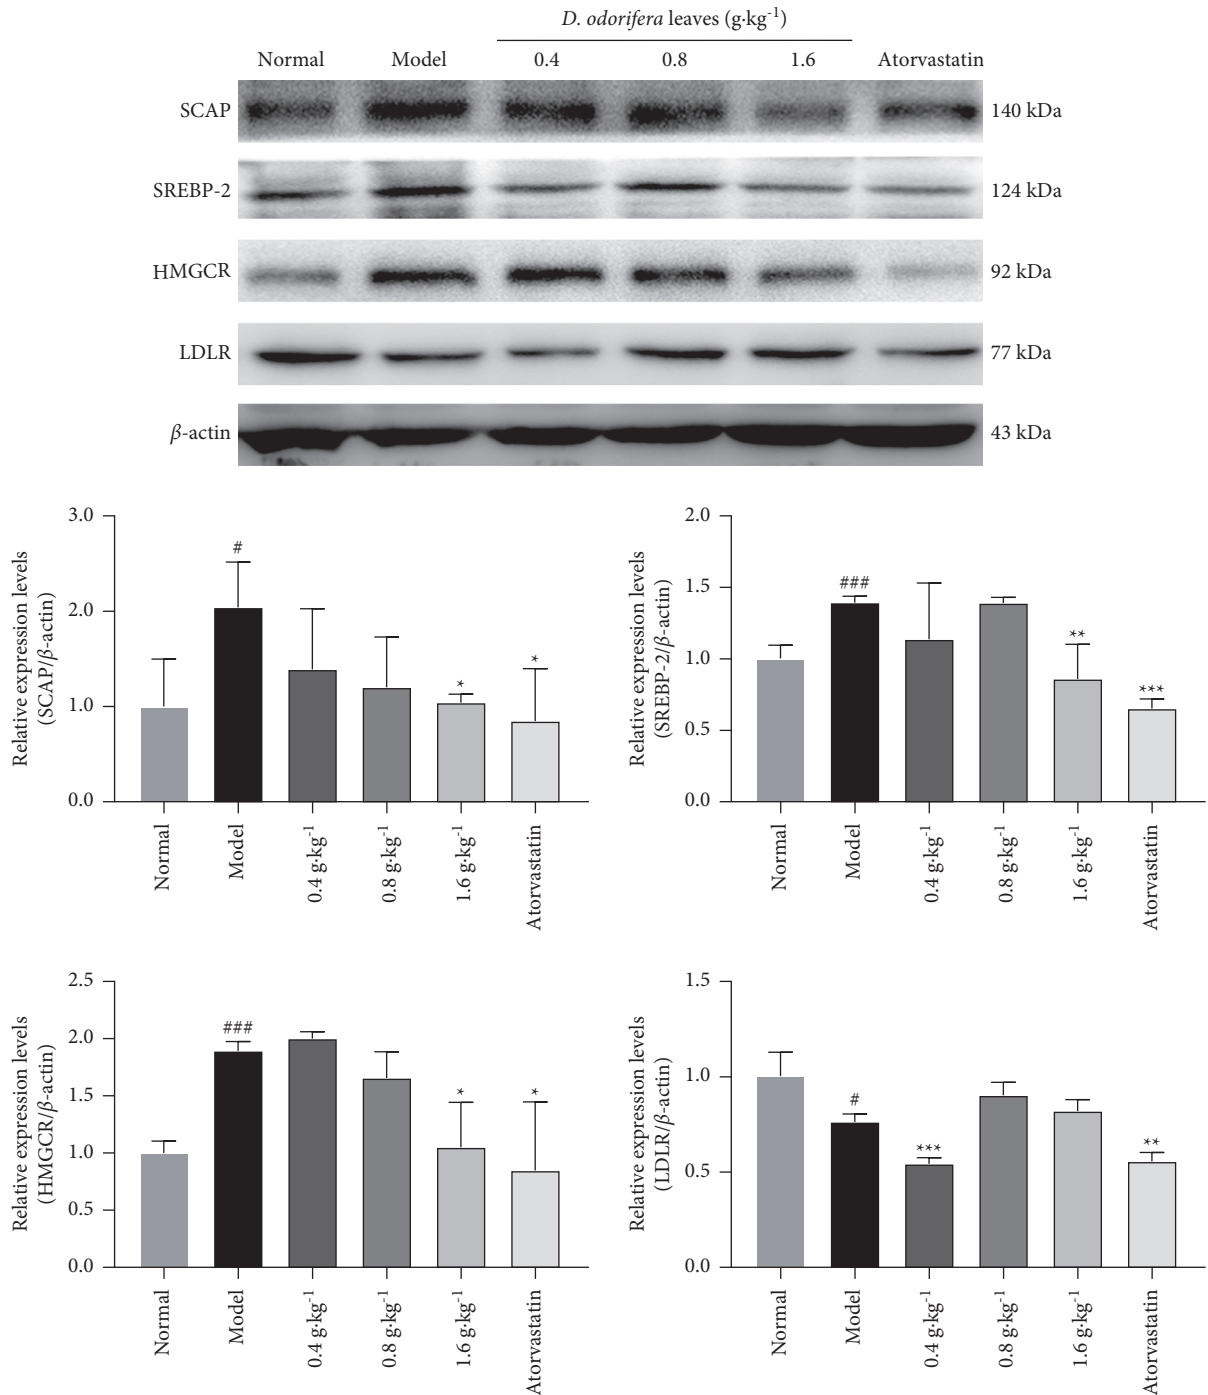 D. odorifera leaves (g·kg⁻¹)
Normal Model 0.4 0.8 1.6 Atorvastatin
SCAP 140 kDa
SREBP-2 124 kDa
HMGCR 92 kDa
LDLR 77 kDa
β-actin 43 kDa
Relative expression levels
(SCAP/β-actin)
3.0
2.0
1.0
0.0
#
*
*
Normal
Model
0.4 g·kg⁻¹
0.8 g·kg⁻¹
1.6 g·kg⁻¹
Atorvastatin
Relative expression levels
(SREBP-2/β-actin)
2.0
1.5
1.0
0.5
0.0
###
**
***
Normal
Model
0.4 g·kg⁻¹
0.8 g·kg⁻¹
1.6 g·kg⁻¹
Atorvastatin
Relative expression levels
(HMGCR/β-actin)
2.5
2.0
1.5
1.0
0.5
0.0
###
*
*
Normal
Model
0.4 g·kg⁻¹
0.8 g·kg⁻¹
1.6 g·kg⁻¹
Atorvastatin
Relative expression levels
(LDLR/β-actin)
1.5
1.0
0.5
0.0
#
***
**
Normal
Model
0.4 g·kg⁻¹
0.8 g·kg⁻¹
1.6 g·kg⁻¹
Atorvastatin